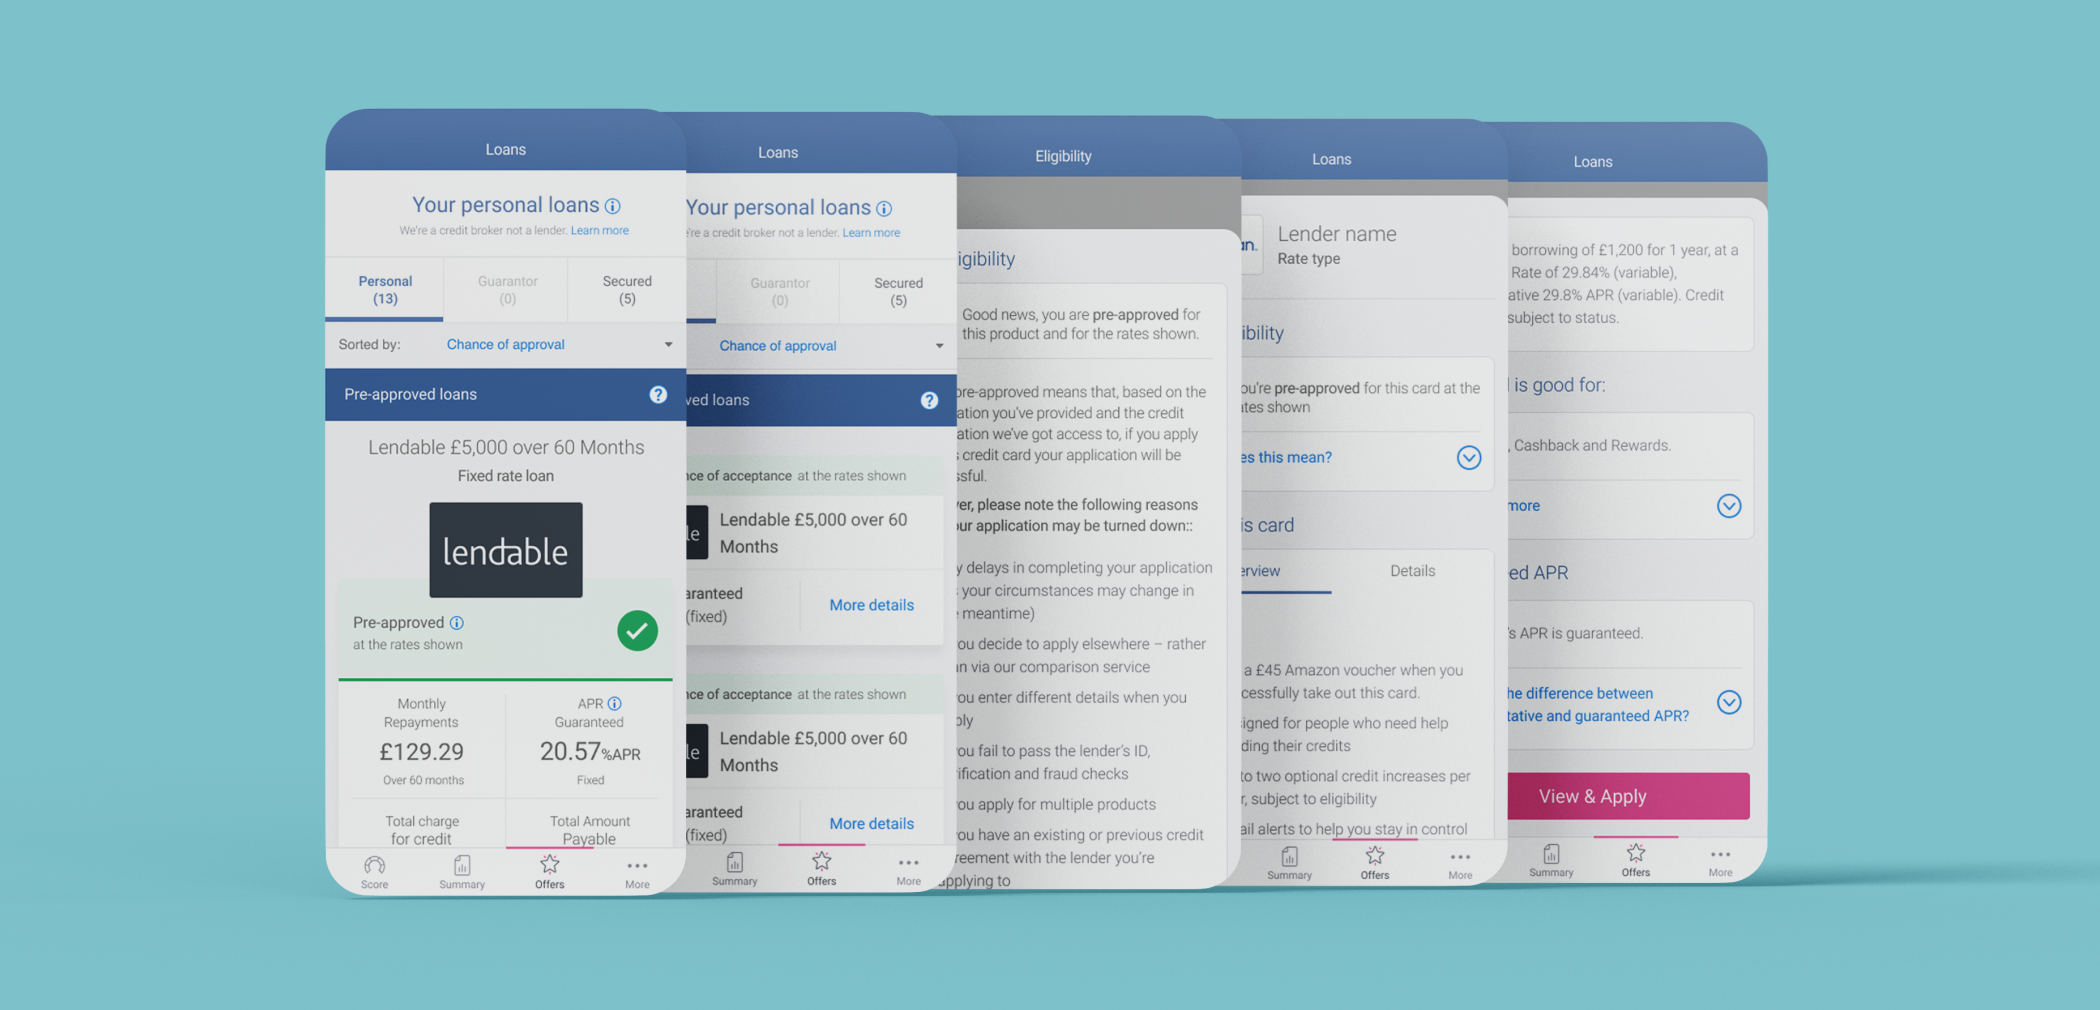 Loans
Your personal loans
We're a credit broker not a lender. Learn more
Personal
(13)
Guarantor
(0)
Secured
(5)
Sorted by:
Chance of approval
Pre-approved loans
?
Lendable £5,000 over 60 Months
Fixed rate loan
lendable
Pre-approved
at the rates shown
Monthly
Repayments
£129.29
Over 60 months
APR
Guaranteed
20.57%APR
Fixed
Total charge
for credit
Total Amount
Payable
Score
Summary
Offers
More
Loans
Your personal loans
're a credit broker not a lender. Learn more
Guarantor
(0)
Secured
(5)
Chance of approval
ved loans
?
nce of acceptance at the rates shown
le
Lendable £5,000 over 60
Months
aranteed
(fixed)
More details
nce of acceptance at the rates shown
le
Lendable £5,000 over 60
Months
aranteed
(fixed)
More details
Summary
Offers
More
Eligibility
igibility
Good news, you are pre-approved for
this product and for the rates shown.
pre-approved means that, based on the
ation you've provided and the credit
ation we've got access to, if you apply
s credit card your application will be
ssful.
ver, please note the following reasons
our application may be turned down::
y delays in completing your application
s your circumstances may change in
e meantime)
you decide to apply elsewhere – rather
an via our comparison service
you enter different details when you
ply
you fail to pass the lender's ID,
rification and fraud checks
you apply for multiple products
you have an existing or previous credit
reement with the lender you're
applying to
Loans
an.
Lender name
Rate type
ibility
ou're pre-approved for this card at the
ates shown
es this mean?
is card
erview
Details
a £45 Amazon voucher when you
cessfully take out this card.
signed for people who need help
ding their credits
to two optional credit increases per
r, subject to eligibility
ail alerts to help you stay in control
Summary
Offers
More
Loans
borrowing of £1,200 for 1 year, at a
Rate of 29.84% (variable),
ative 29.8% APR (variable). Credit
subject to status.
l is good for:
, Cashback and Rewards.
more
ed APR
's APR is guaranteed.
he difference between
tative and guaranteed APR?
View & Apply
Summary
Offers
More